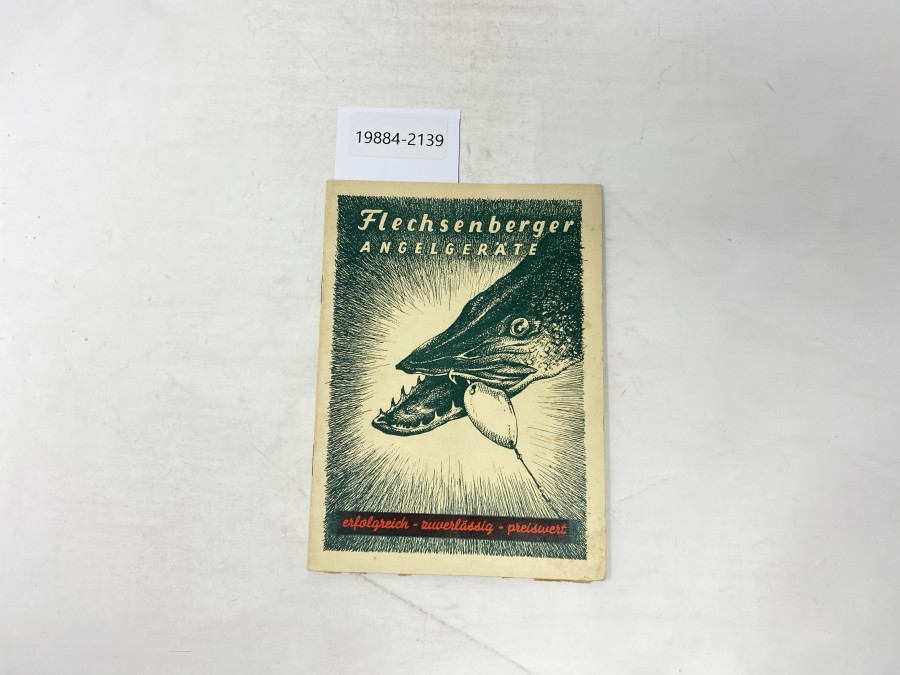 19884-2139
Flechsenberger
ANGELGERÄTE
erfolgreich - zuverlässig - preiswert